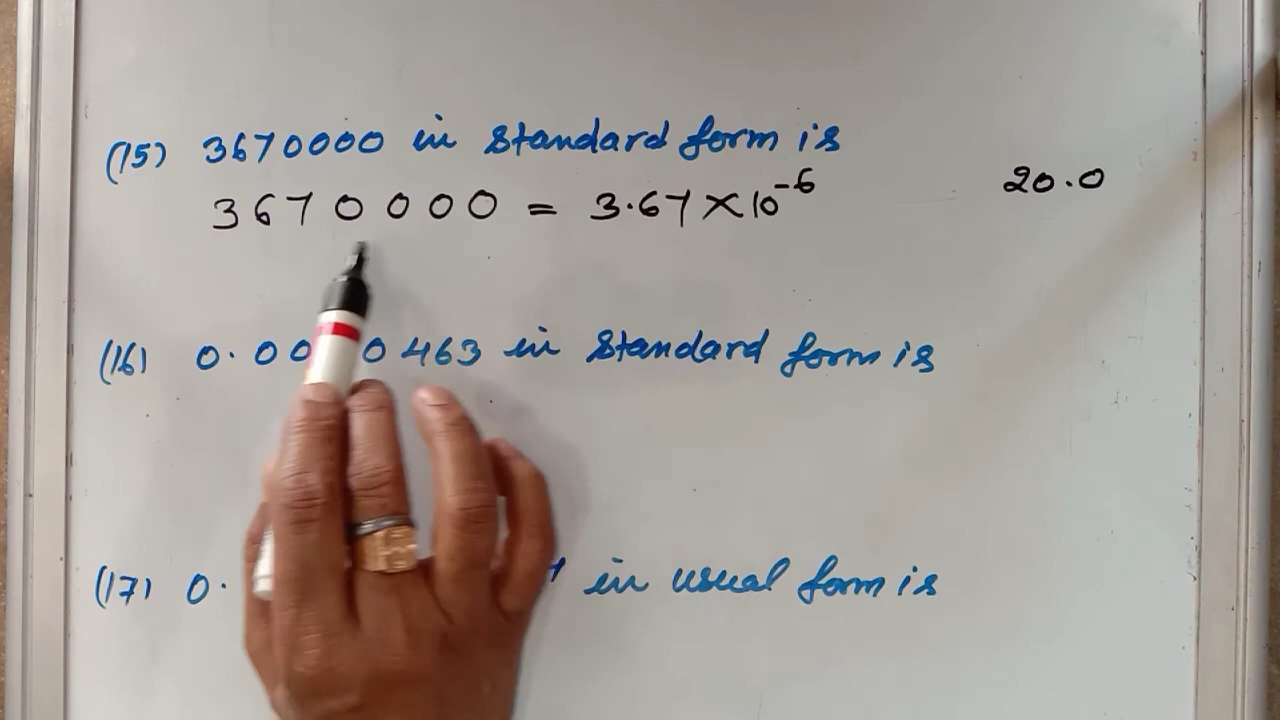 (15) 3670000 in standard form is
3670000 = 3.67 × 10⁻⁶
20.0
(16) 0.00 0463 in standard form is
(17) 0. in usual form is